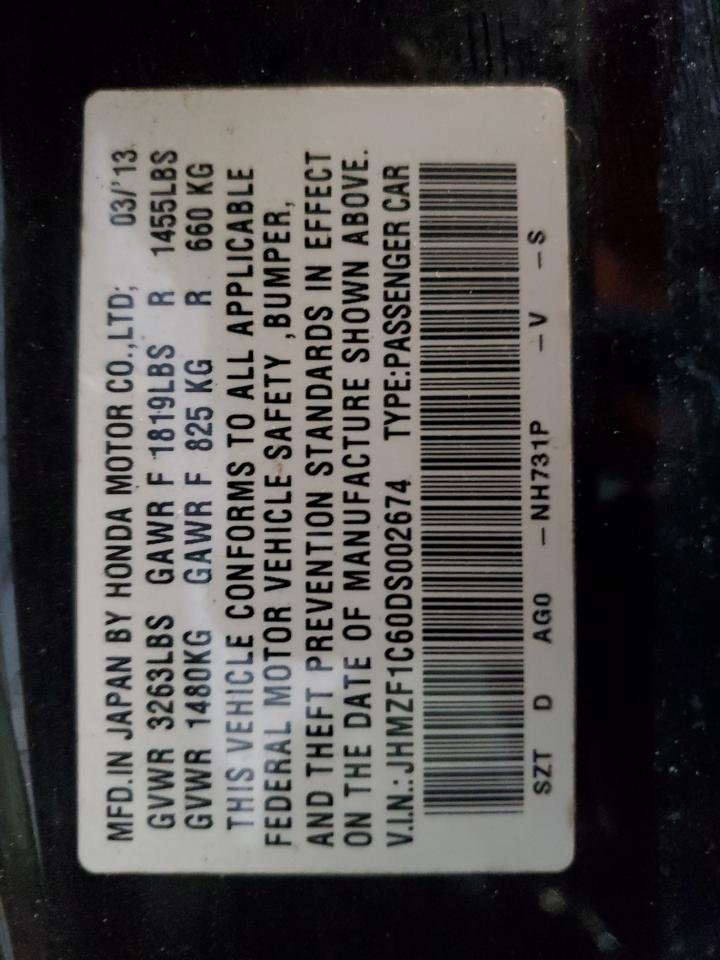 MFD.IN JAPAN BY HONDA MOTOR CO.,LTD; 03/'13
GVWR 3263LBS GAWR F 1819LBS R 1455LBS
GVWR 1480KG GAWR F 825 KG R 660 KG
THIS VEHICLE CONFORMS TO ALL APPLICABLE
FEDERAL MOTOR VEHICLE SAFETY ,BUMPER,
AND THEFT PREVENTION STANDARDS IN EFFECT
ON THE DATE OF MANUFACTURE SHOWN ABOVE.
V.I.N.: JHMZF1C60DS002674 TYPE:PASSENGER CAR
SZT D AG0 –NH731P –V –S